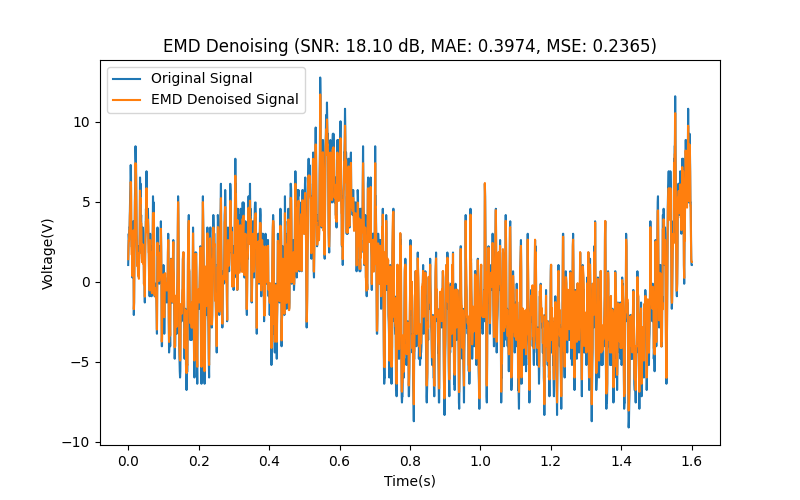 EMD Denoising (SNR: 18.10 dB, MAE: 0.3974, MSE: 0.2365)
Original Signal
EMD Denoised Signal
Voltage(V)
10
5
0
−5
−10
0.0 0.2 0.4 0.6 0.8 1.0 1.2 1.4 1.6
Time(s)